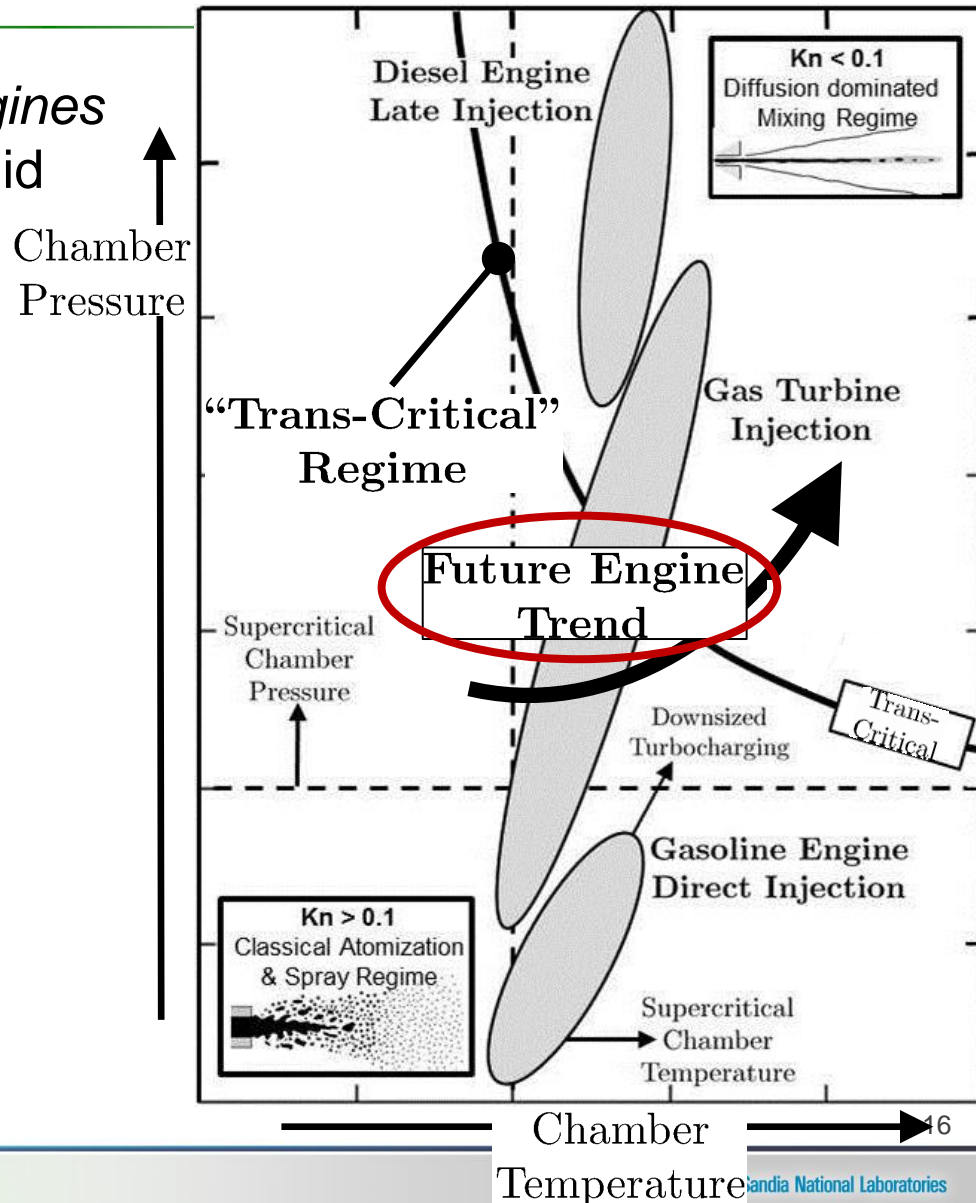 gines
id
Chamber
Pressure
Diesel Engine
Late Injection
Kn < 0.1
Diffusion dominated
Mixing Regime
“Trans-Critical”
Regime
Gas Turbine
Injection
Future Engine
Trend
Supercritical
Chamber
Pressure
Trans-
Critical
Downsized
Turbocharging
Gasoline Engine
Direct Injection
Kn > 0.1
Classical Atomization
& Spray Regime
Supercritical
Chamber
Temperature
Chamber
Temperature
16
Sandia National Laboratories